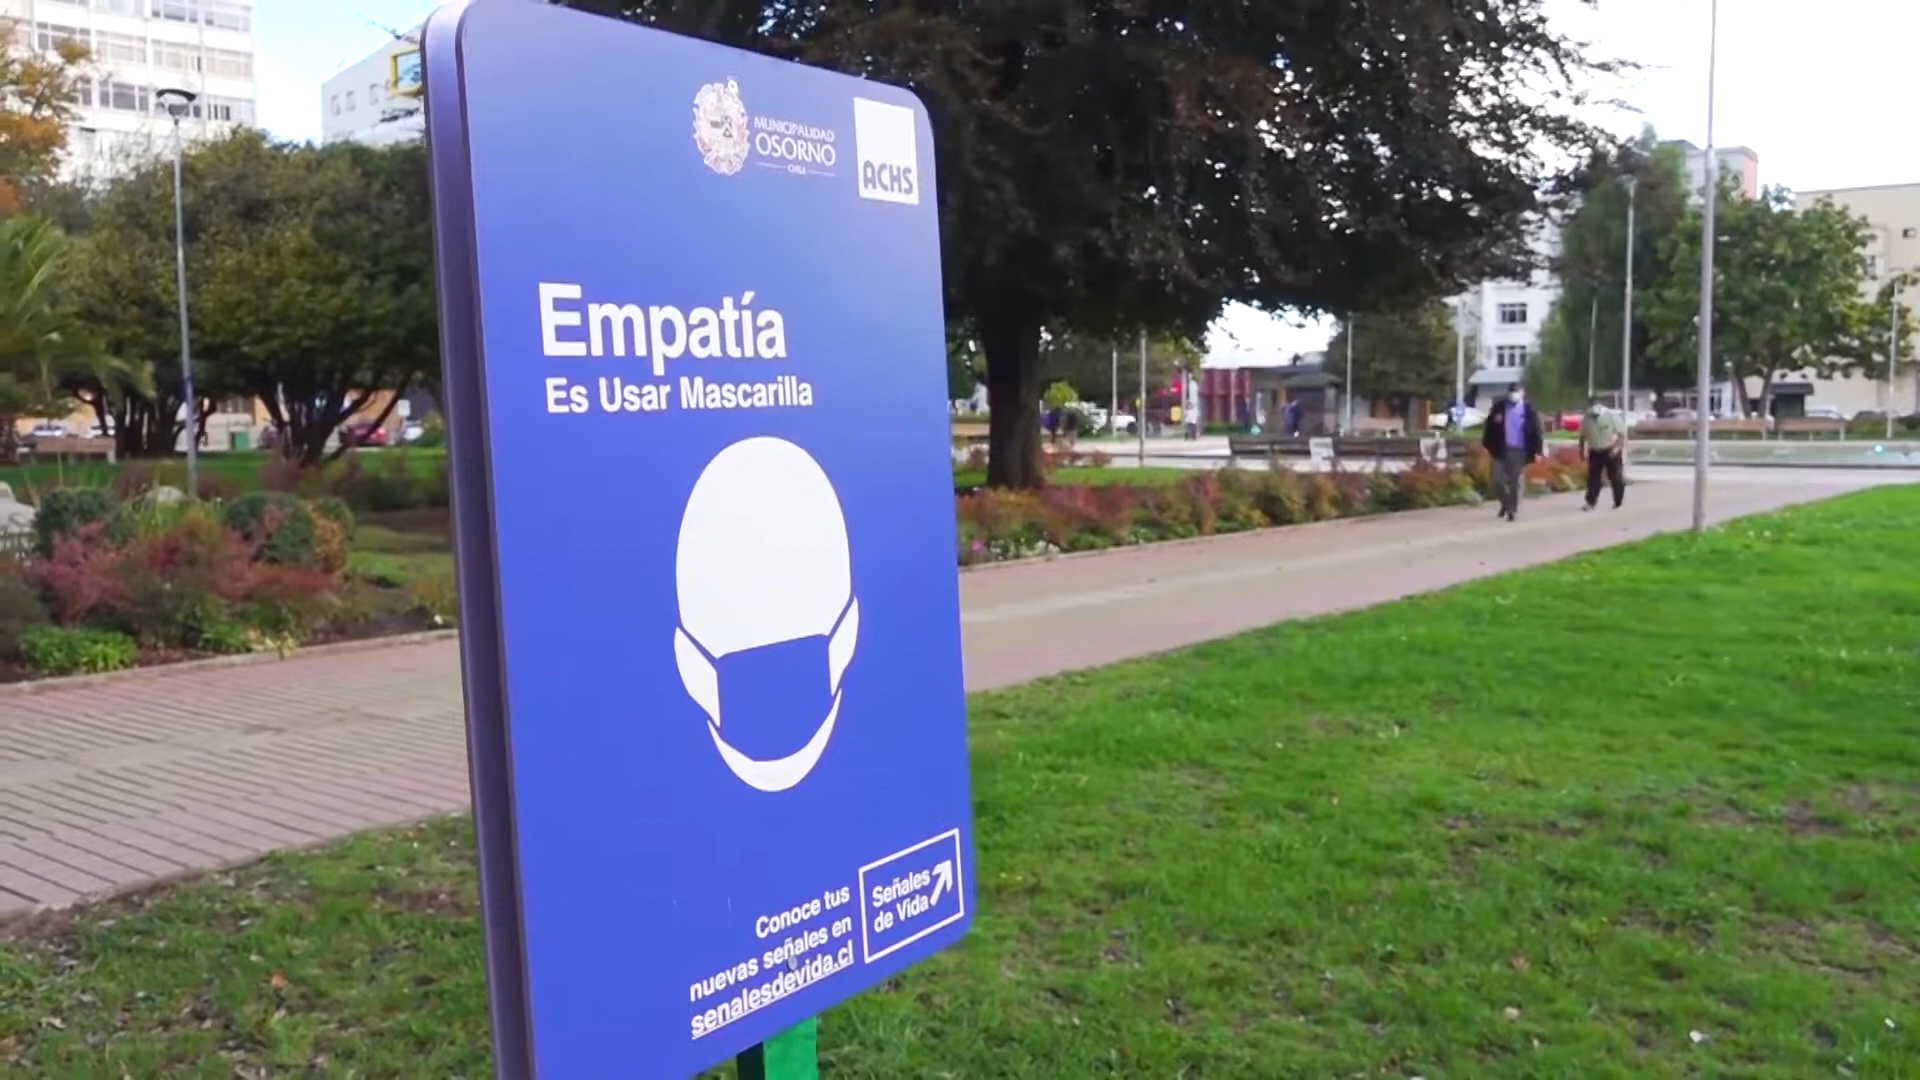 MUNICIPALIDAD
OSORNO
CHILE
ACHS
Empatía
Es Usar Mascarilla
Conoce tus
nuevas señales en
senalesdevida.cl
Señales
de Vida